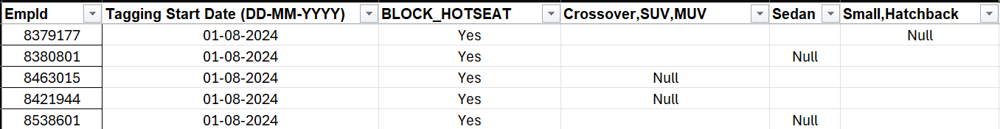 EmpId Tagging Start Date (DD-MM-YYYY) BLOCK_HOTSEAT Crossover,SUV,MUV Sedan Small,Hatchback
8379177 01-08-2024 Yes Null
8380801 01-08-2024 Yes Null
8463015 01-08-2024 Yes Null
8421944 01-08-2024 Yes Null
8538601 01-08-2024 Yes Null